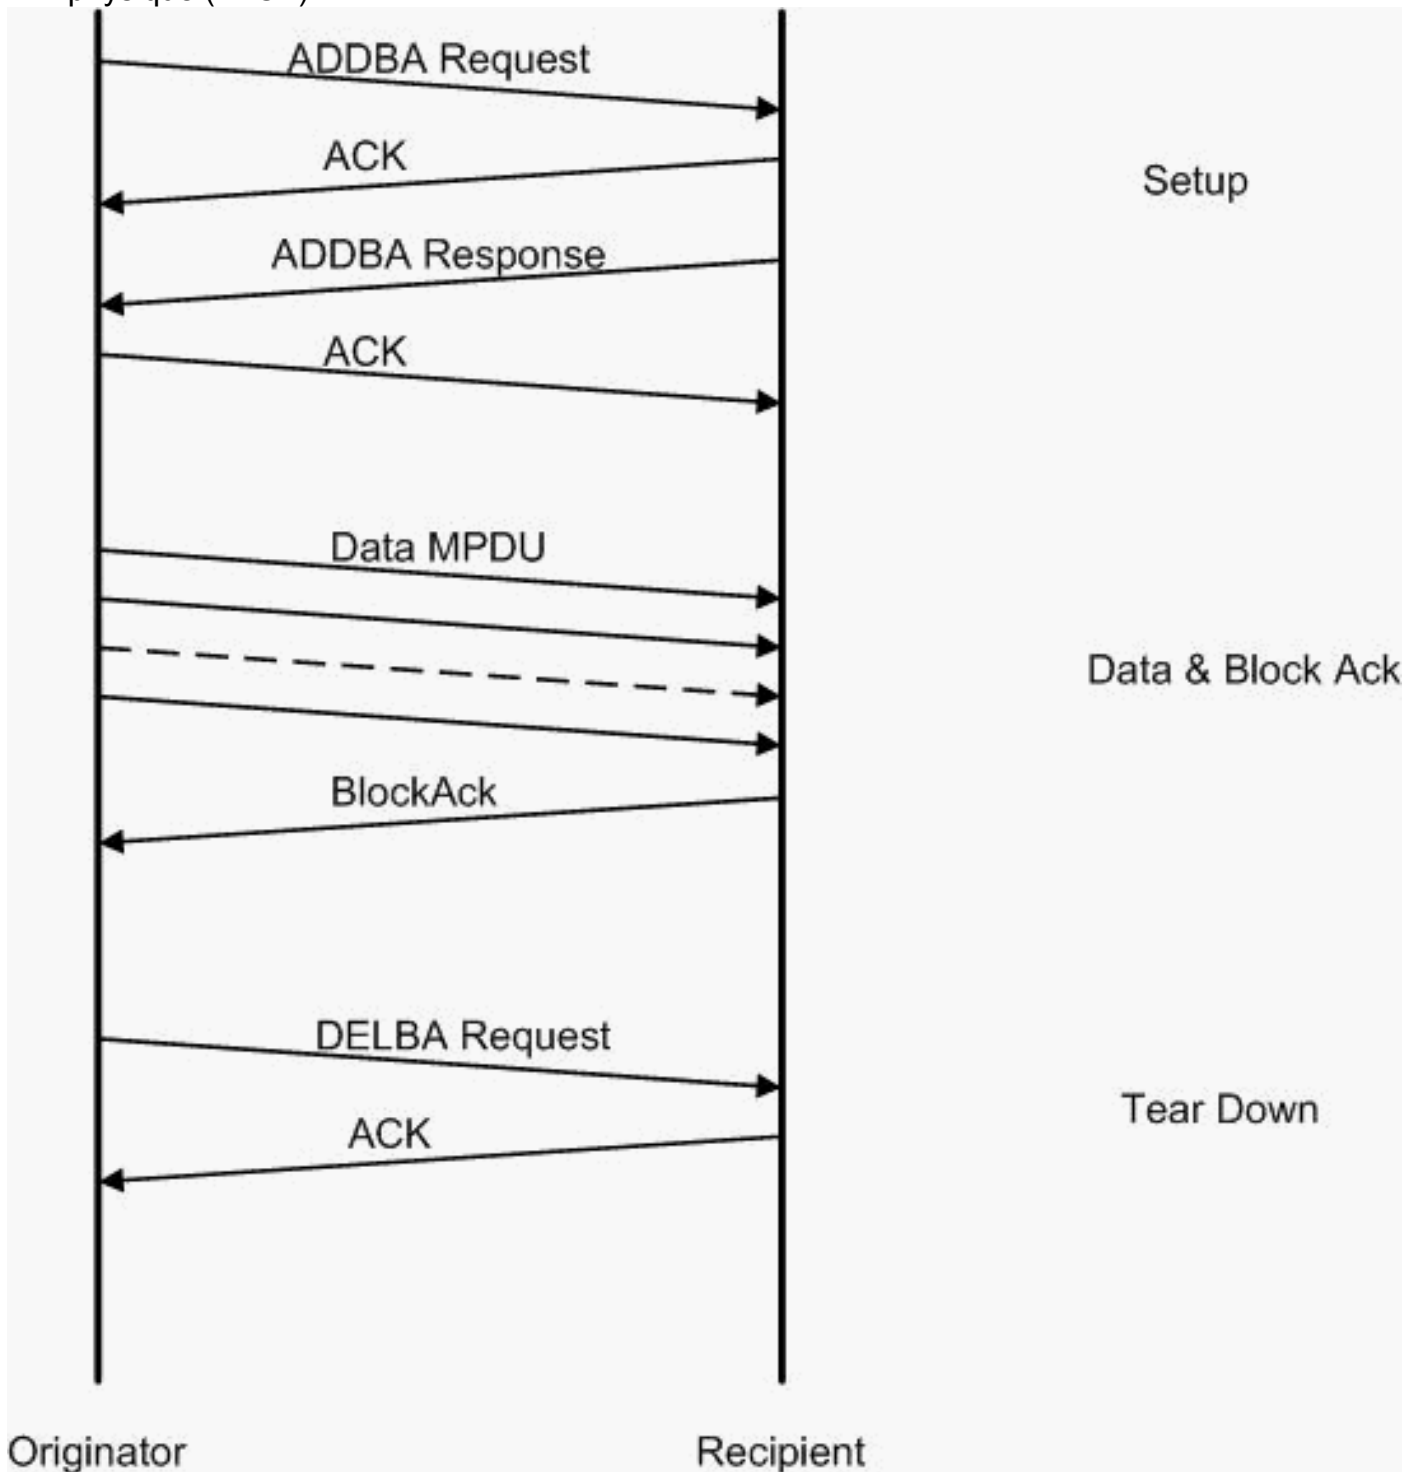 ADDBA Request
ACK
Setup
ADDBA Response
ACK
Data MPDU
Data & Block Ack
BlockAck
DELBA Request
Tear Down
ACK
Originator
Recipient